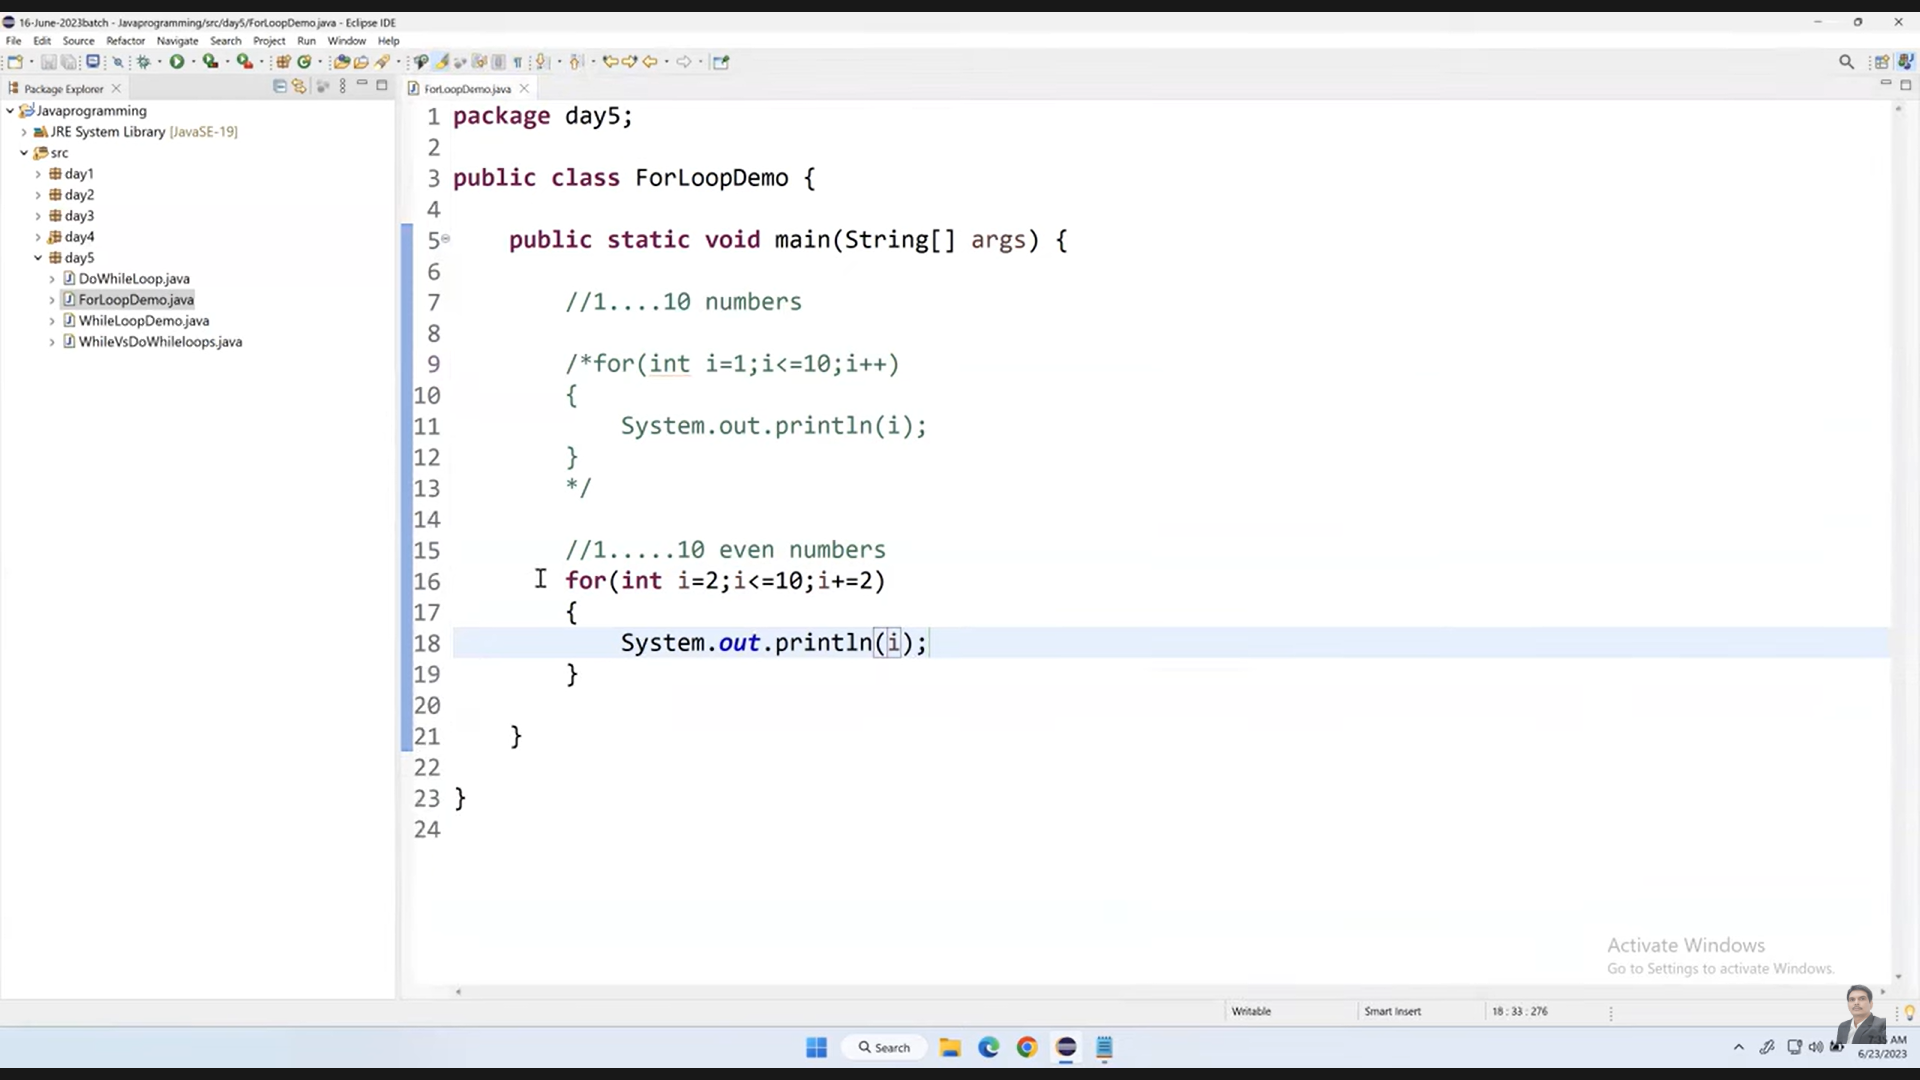 16-June-2023batch - Javaprogramming/src/day5/ForLoopDemo.java - Eclipse IDE
File Edit Source Refactor Navigate Search Project Run Window Help
Package Explorer
Javaprogramming
JRE System Library [JavaSE-19]
src
day1
day2
day3
day4
day5
DoWhileLoop.java
ForLoopDemo.java
WhileLoopDemo.java
WhileVsDoWhileloops.java
ForLoopDemo.java
1 package day5;
2
3 public class ForLoopDemo {
4
5 public static void main(String[] args) {
6
7 //1....10 numbers
8
9 /*for(int i=1;i<=10;i++)
10 {
11 System.out.println(i);
12 }
13 */
14
15 //1.....10 even numbers
16 for(int i=2;i<=10;i+=2)
17 {
18 System.out.println(i);
19 }
20
21 }
22
23 }
24
Activate Windows
Go to Settings to activate Windows.
Writable Smart Insert 18 : 33 : 276
Search
AM
6/23/2023